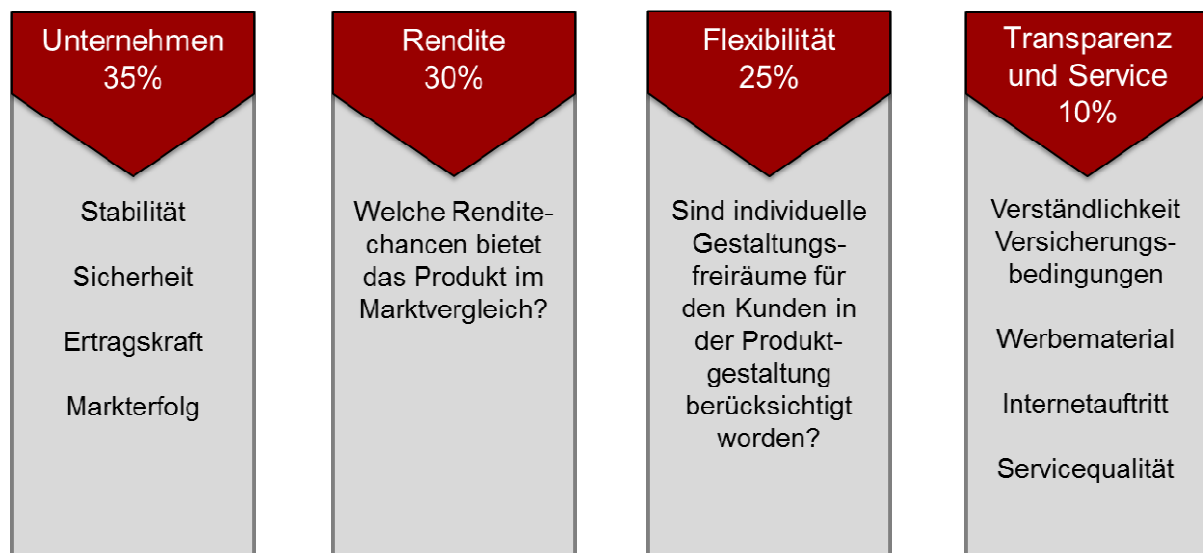 Unternehmen
35%
Stabilität
Sicherheit
Ertragskraft
Markterfolg
Rendite
30%
Welche Rendite-
chancen bietet
das Produkt im
Marktvergleich?
Flexibilität
25%
Sind individuelle
Gestaltungs-
freiräume für
den Kunden in
der Produkt-
gestaltung
berücksichtigt
worden?
Transparenz
und Service
10%
Verständlichkeit
Versicherungs-
bedingungen
Werbematerial
Internetauftritt
Servicequalität